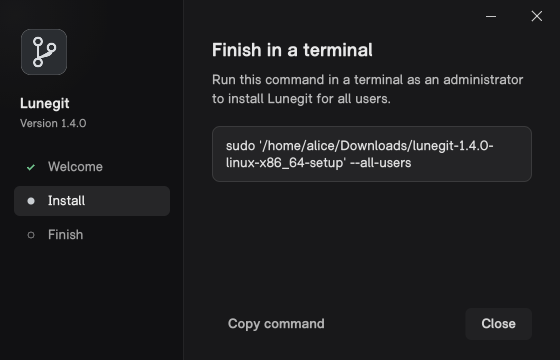 Lunegit
Version 1.4.0
Welcome
Install
Finish
Finish in a terminal
Run this command in a terminal as an administrator
to install Lunegit for all users.
sudo '/home/alice/Downloads/lunegit-1.4.0-
linux-x86_64-setup' --all-users
Copy command
Close